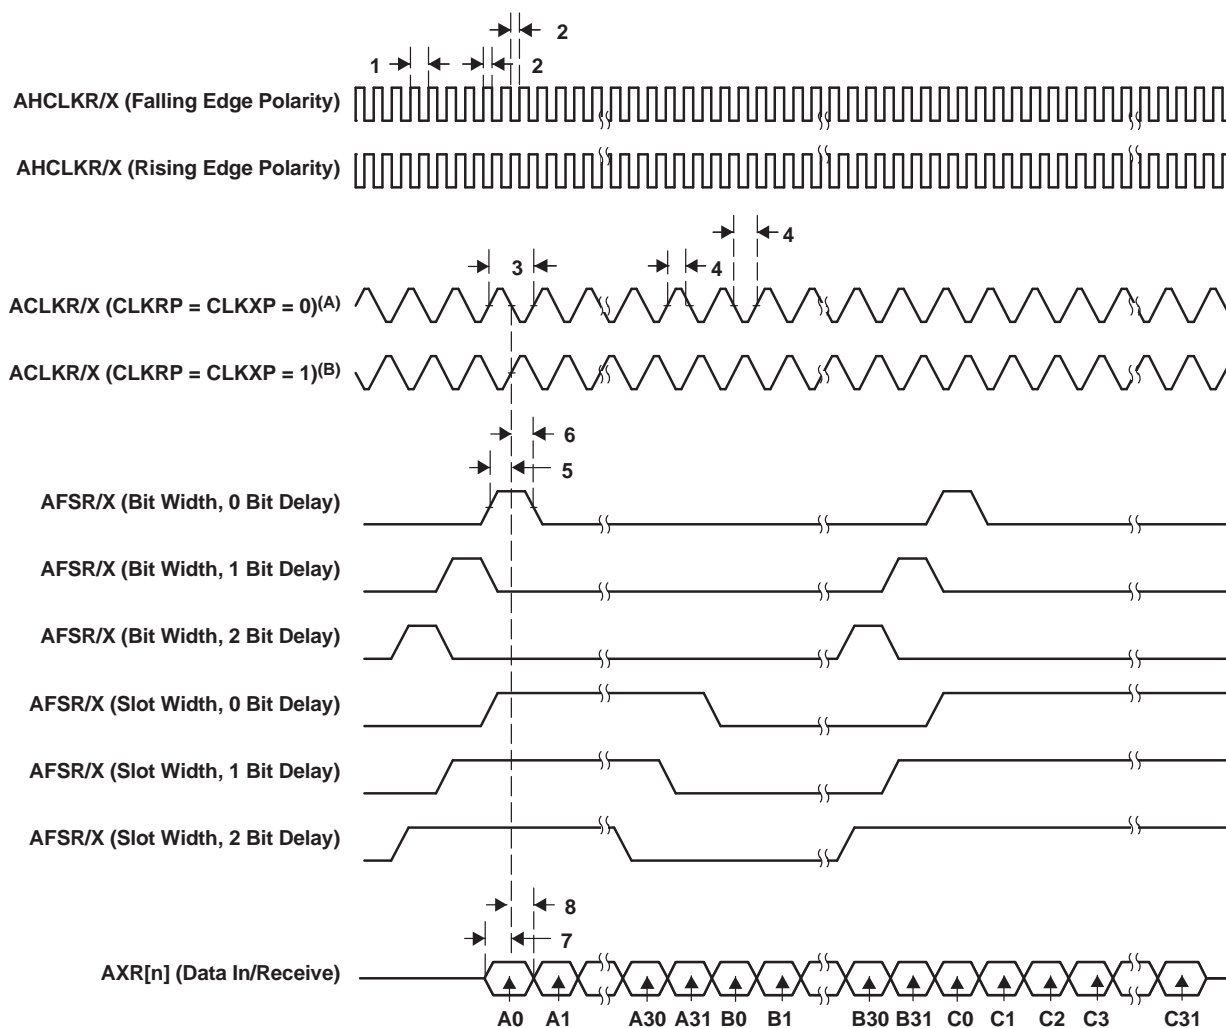 2
1
2
AHCLKR/X (Falling Edge Polarity)
AHCLKR/X (Rising Edge Polarity)
4
3
4
ACLKR/X (CLKRP = CLKXP = 0)(A)
ACLKR/X (CLKRP = CLKXP = 1)(B)
6
5
AFSR/X (Bit Width, 0 Bit Delay)
AFSR/X (Bit Width, 1 Bit Delay)
AFSR/X (Bit Width, 2 Bit Delay)
AFSR/X (Slot Width, 0 Bit Delay)
AFSR/X (Slot Width, 1 Bit Delay)
AFSR/X (Slot Width, 2 Bit Delay)
8
7
AXR[n] (Data In/Receive)
A0 A1 A30 A31 B0 B1 B30 B31 C0 C1 C2 C3 C31